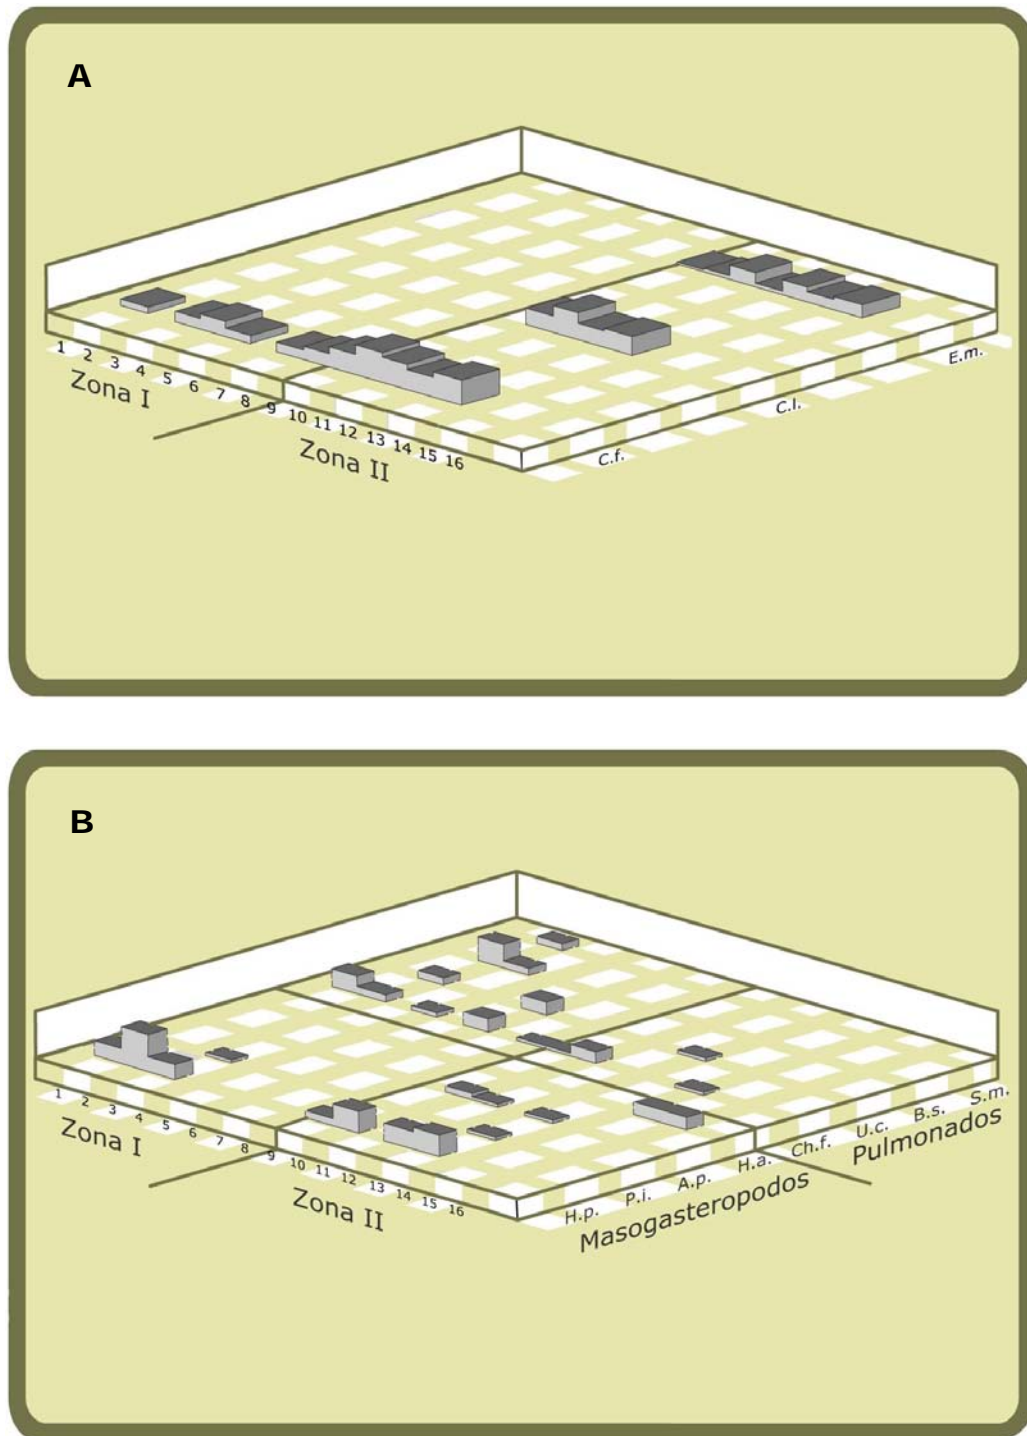 A
1 2 3 4 5 6 7 8 9 10 11 12 13 14 15 16
Zona I
Zona II
C.f.
C.l.
E.m.
B
1 2 3 4 5 6 7 8 9 10 11 12 13 14 15 16
Zona I
Zona II
H.p. P.i. A.p. H.a. Ch.f. U.c. B.s. S.m.
Masogasteropodos
Pulmonados